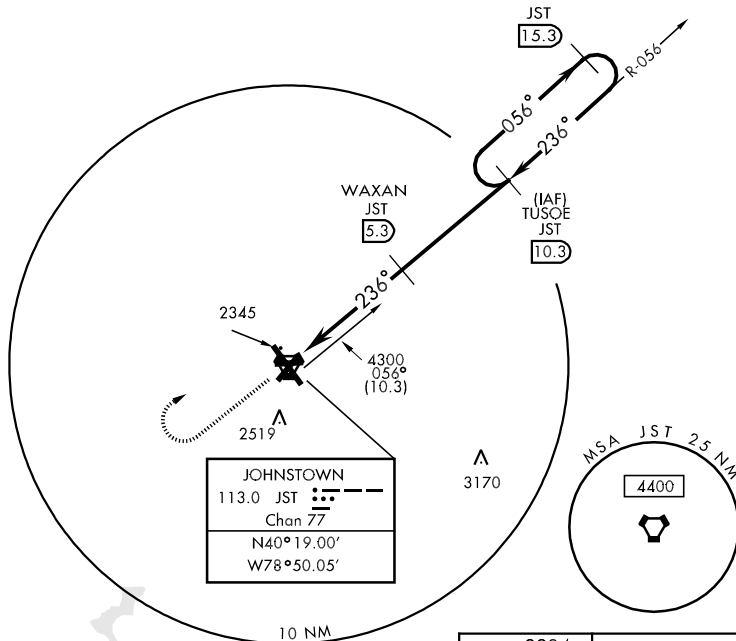 JST
15.3
R-056
056°
236°
WAXAN
JST
5.3
(IAF)
TUSQE
JST
10.3
236°
2345
4300
056°
(10.3)
2519
3170
MSA JST 25 NM
4400
JOHNSTOWN
113.0 JST
Chan 77
N40° 19.00'
W78° 50.05'
10 NM